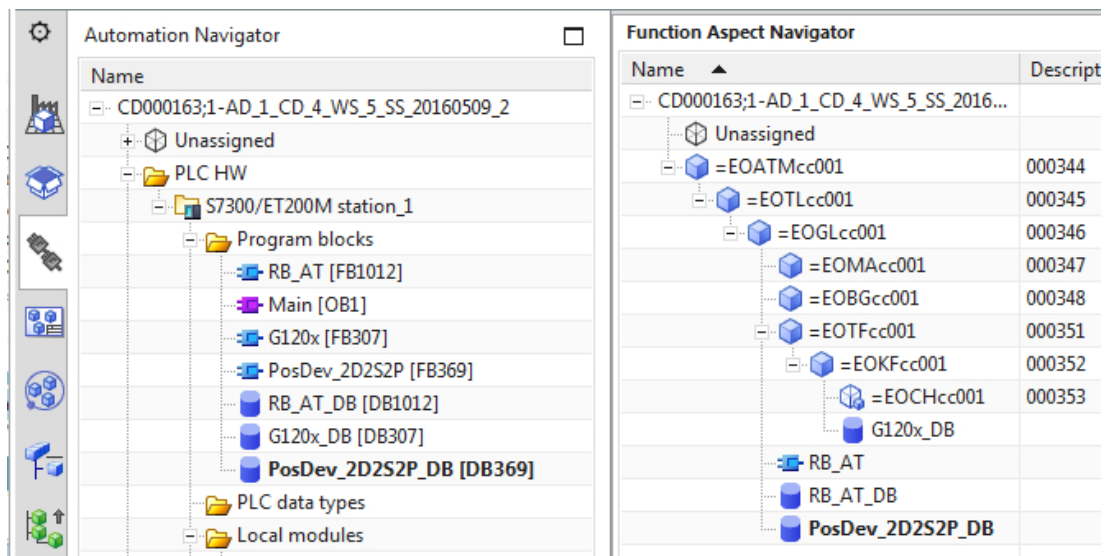 Automation Navigator
Name
CD000163;1-AD_1_CD_4_WS_5_SS_20160509_2
Unassigned
PLC HW
S7300/ET200M station_1
Program blocks
RB_AT [FB1012]
Main [OB1]
G120x [FB307]
PosDev_2D2S2P [FB369]
RB_AT_DB [DB1012]
G120x_DB [DB307]
PosDev_2D2S2P_DB [DB369]
PLC data types
Local modules
Function Aspect Navigator
Name Descript
CD000163;1-AD_1_CD_4_WS_5_SS_2016...
Unassigned
=EOATMcc001 000344
=EOTLcc001 000345
=EOGLcc001 000346
=EOMAcc001 000347
=EOBGcc001 000348
=EOTFcc001 000351
=EOKFcc001 000352
=EOCHcc001 000353
G120x_DB
RB_AT
RB_AT_DB
PosDev_2D2S2P_DB